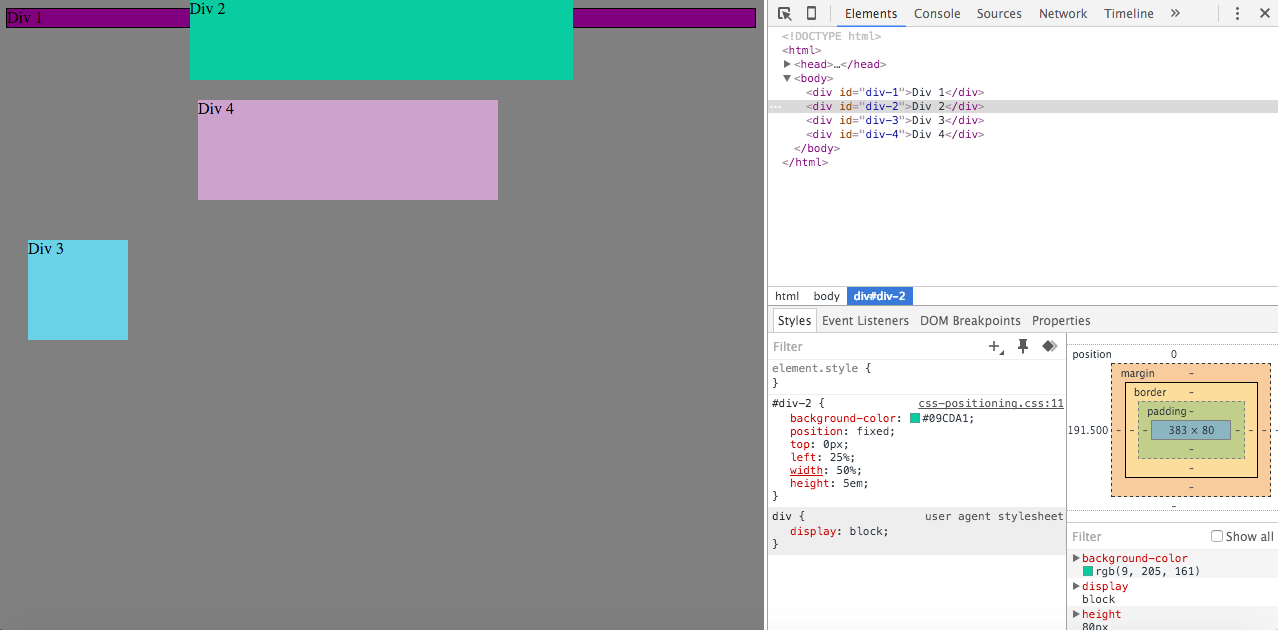 Div 1
Div 2
Div 4
Div 3
Elements Console Sources Network Timeline »
<!DOCTYPE html>
<html>
▶<head>…</head>
▼<body>
<div id="div-1">Div 1</div>
… <div id="div-2">Div 2</div>
<div id="div-3">Div 3</div>
<div id="div-4">Div 4</div>
</body>
</html>
html body div#div-2
Styles Event Listeners DOM Breakpoints Properties
Filter
element.style {
}
#div-2 { css-positioning.css:11
background-color: #09CDA1;
position: fixed;
top: 0px;
left: 25%;
width: 50%;
height: 5em;
}
div { user agent stylesheet
display: block;
}
position 0
margin -
border -
padding -
191.500 - - - 383 × 80 - - - -
-
-
-
-
Filter Show all
▶background-color
rgb(9, 205, 161)
▶display
block
▶height
80px